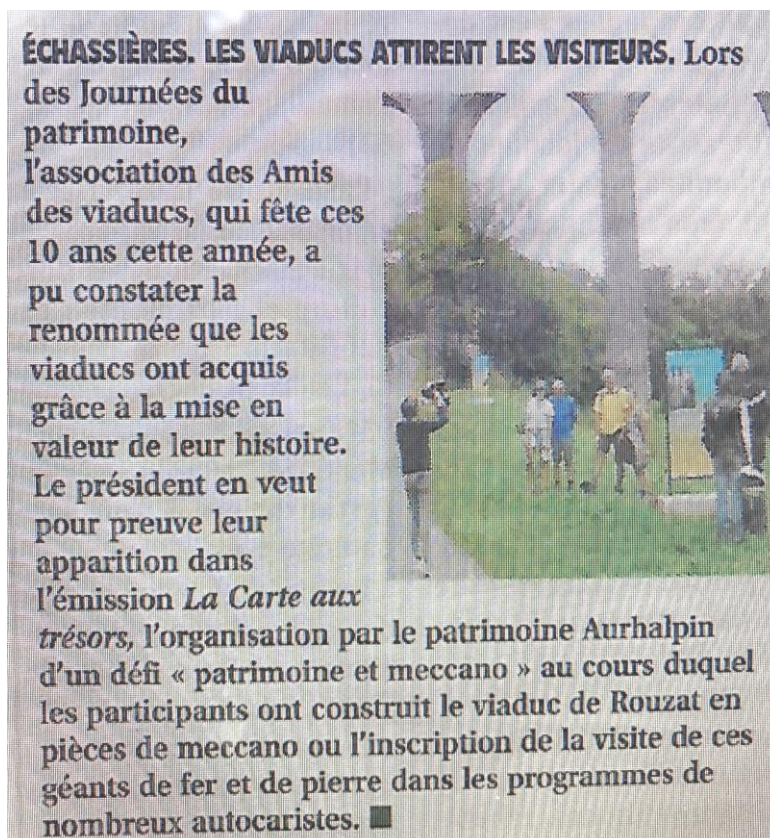 ÉCHASSIÈRES. LES VIADUCS ATTIRENT LES VISITEURS. Lors
des Journées du
patrimoine,
l'association des Amis
des viaducs, qui fête ces
10 ans cette année, a
pu constater la
renommée que les
viaducs ont acquis
grâce à la mise en
valeur de leur histoire.
Le président en veut
pour preuve leur
apparition dans
l'émission La Carte aux
trésors, l'organisation par le patrimoine Aurhalpin
d'un défi « patrimoine et meccano » au cours duquel
les participants ont construit le viaduc de Rouzat en
pièces de meccano ou l'inscription de la visite de ces
géants de fer et de pierre dans les programmes de
nombreux autocaristes. ■